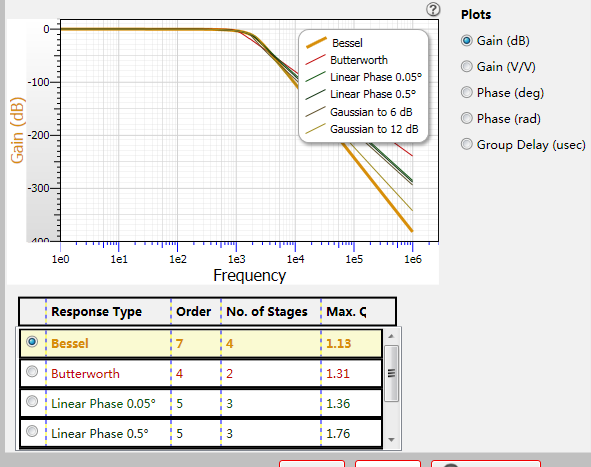 Plots
Gain (dB)
Gain (V/V)
Phase (deg)
Phase (rad)
Group Delay (usec)
Gain (dB)
0
-100
-200
-300
-400
Bessel
Butterworth
Linear Phase 0.05°
Linear Phase 0.5°
Gaussian to 6 dB
Gaussian to 12 dB
1e0 1e1 1e2 1e3 1e4 1e5 1e6
Frequency
Response Type Order No. of Stages Max. Q
Bessel 7 4 1.13
Butterworth 4 2 1.31
Linear Phase 0.05° 5 3 1.36
Linear Phase 0.5° 5 3 1.76